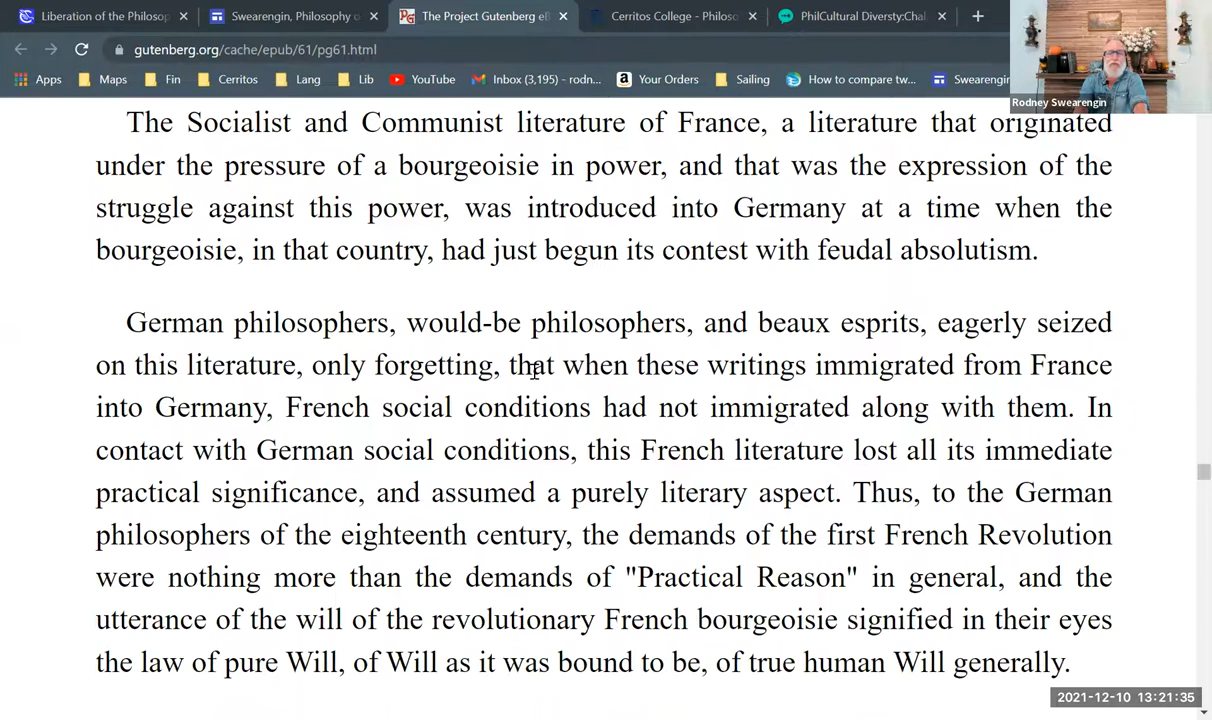 Liberation of the Philosop
Swearengin, Philosophy o
The Project Gutenberg eB
Cerritos College - Philoso
PhilCultural Diversty:Chal
gutenberg.org/cache/epub/61/pg61.html
Apps
Maps
Fin
Cerritos
Lang
Lib
YouTube
Inbox (3,195) - rodn...
Your Orders
Sailing
How to compare tw...
Swearengin
Rodney Swearengin
The Socialist and Communist literature of France, a literature that originated
under the pressure of a bourgeoisie in power, and that was the expression of the
struggle against this power, was introduced into Germany at a time when the
bourgeoisie, in that country, had just begun its contest with feudal absolutism.
German philosophers, would-be philosophers, and beaux esprits, eagerly seized
on this literature, only forgetting, that when these writings immigrated from France
into Germany, French social conditions had not immigrated along with them. In
contact with German social conditions, this French literature lost all its immediate
practical significance, and assumed a purely literary aspect. Thus, to the German
philosophers of the eighteenth century, the demands of the first French Revolution
were nothing more than the demands of "Practical Reason" in general, and the
utterance of the will of the revolutionary French bourgeoisie signified in their eyes
the law of pure Will, of Will as it was bound to be, of true human Will generally.
2021-12-10 13:21:35